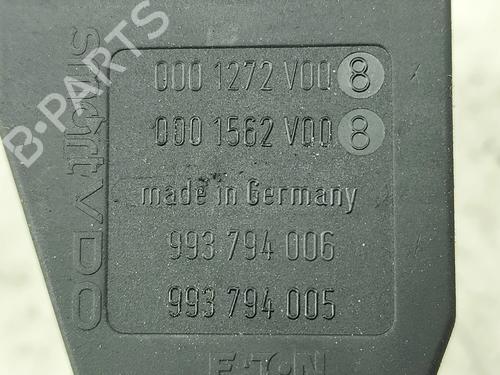 000 1272 V00 8
000 1562 V00 8
made in Germany
993 794 006
993 794 005
smart VDO
E·T·N
B-PARTS